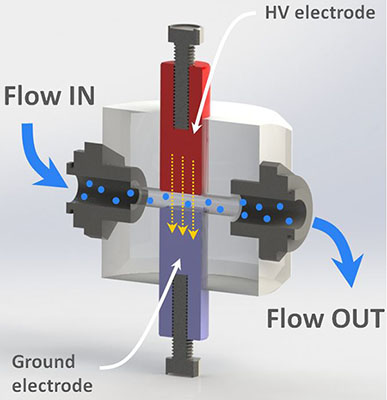 HV electrode
Flow IN
Flow OUT
Ground
electrode